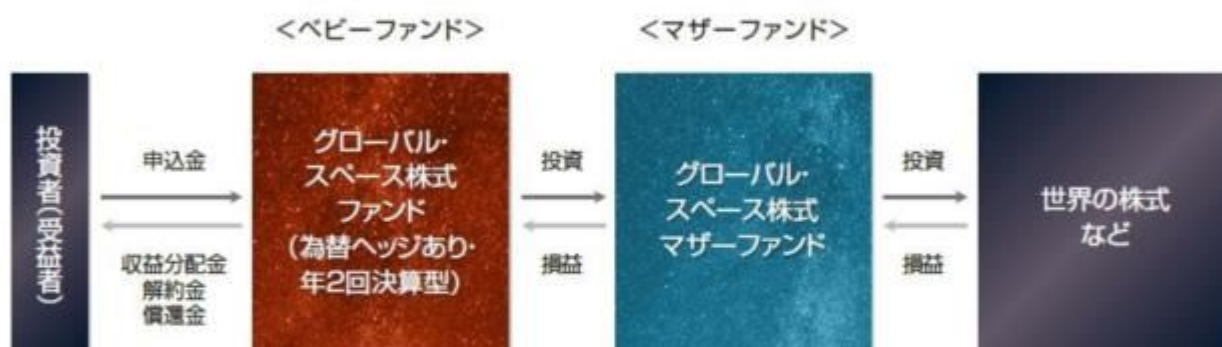 <ベビーファンド>
<マザーファンド>
投資者(受益者)
申込金
収益分配金
解約金
償還金
グローバル・
スペース株式
ファンド
(為替ヘッジあり・
年2回決算型)
投資
損益
グローバル・
スペース株式
マザーファンド
投資
損益
世界の株式
など